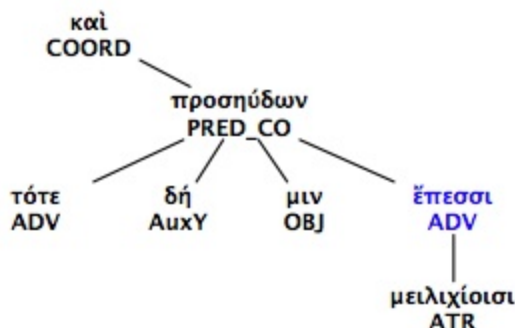 καὶ
COORD
προσηύδων
PRED_CO
τότε δή μιν ἔπεσσι
ADV AuxY OBJ ADV
μειλιχίοισι
ATR